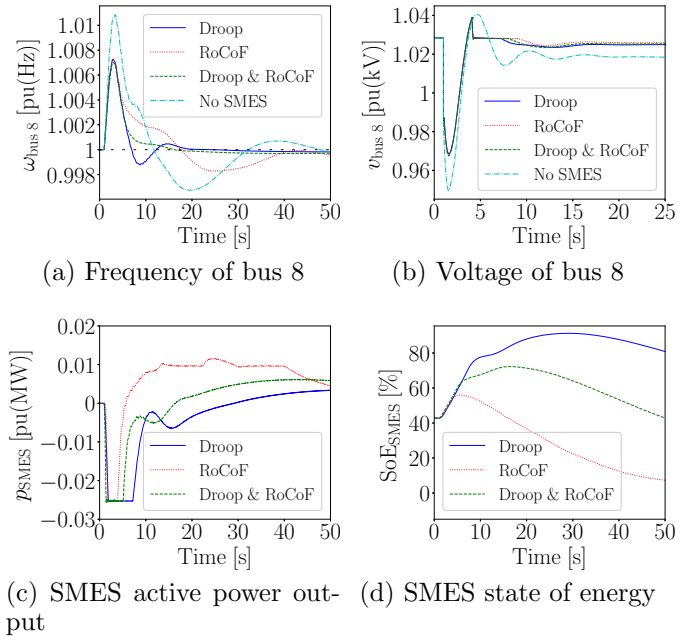 ω_bus 8 [pu(Hz)]
1.01
1.008
1.006
1.004
1.002
1
0.998
Droop
RoCoF
Droop & RoCoF
No SMES
0 10 20 30 40 50
Time [s]
(a) Frequency of bus 8
v_bus 8 [pu(kV)]
1.04
1.02
1
0.98
0.96
Droop
RoCoF
Droop & RoCoF
No SMES
0 5 10 15 20 25
Time [s]
(b) Voltage of bus 8
p_SMES [pu(MW)]
0.02
0.01
0
-0.01
-0.02
-0.03
Droop
RoCoF
Droop & RoCoF
0 10 20 30 40 50
Time [s]
(c) SMES active power out-
put
SoE_SMES [%]
80
60
40
20
0
Droop
RoCoF
Droop & RoCoF
0 10 20 30 40 50
Time [s]
(d) SMES state of energy